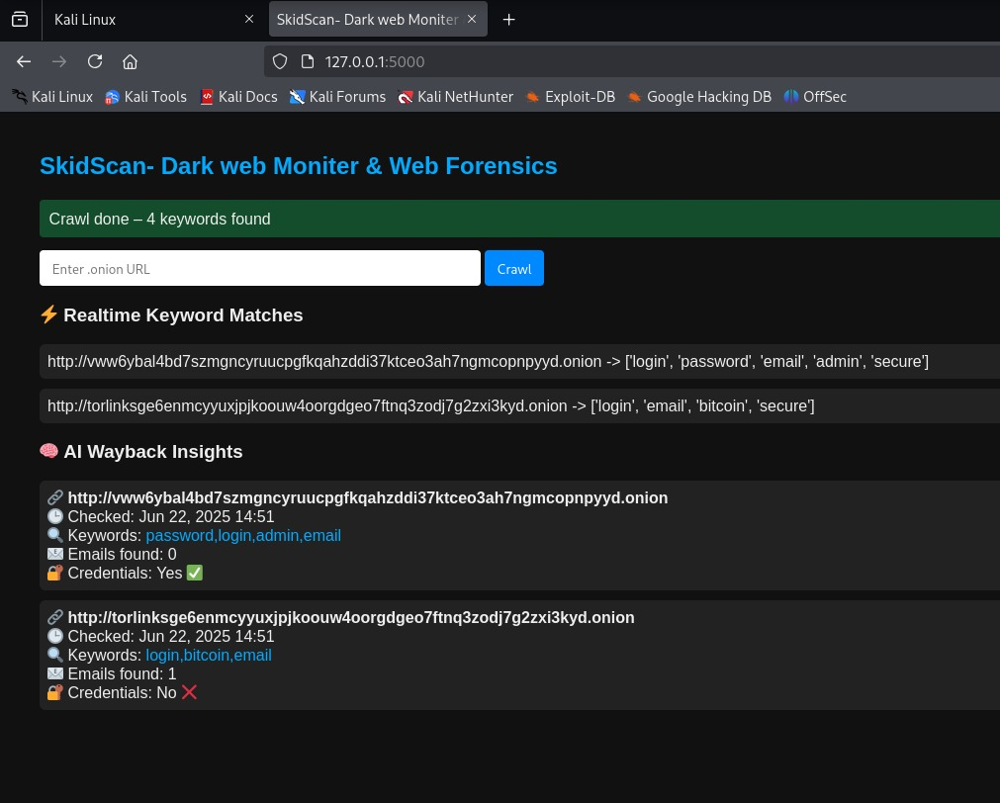 Kali Linux
SkidScan- Dark web Moniter
127.0.0.1:5000
Kali Linux Kali Tools Kali Docs Kali Forums Kali NetHunter Exploit-DB Google Hacking DB OffSec
SkidScan- Dark web Moniter & Web Forensics
Crawl done – 4 keywords found
Enter .onion URL Crawl
⚡ Realtime Keyword Matches
http://vww6ybal4bd7szmgncyruucpgfkqahzddi37ktceo3ah7ngmcopnpyyd.onion -> ['login', 'password', 'email', 'admin', 'secure']
http://torlinksge6enmcyyuxjpjkoouw4oorgdgeo7ftnq3zodj7g2zxi3kyd.onion -> ['login', 'email', 'bitcoin', 'secure']
🧠 AI Wayback Insights
🔗 http://vww6ybal4bd7szmgncyruucpgfkqahzddi37ktceo3ah7ngmcopnpyyd.onion
🕒 Checked: Jun 22, 2025 14:51
🔍 Keywords: password,login,admin,email
📧 Emails found: 0
🔐 Credentials: Yes ✅
🔗 http://torlinksge6enmcyyuxjpjkoouw4oorgdgeo7ftnq3zodj7g2zxi3kyd.onion
🕒 Checked: Jun 22, 2025 14:51
🔍 Keywords: login,bitcoin,email
📧 Emails found: 1
🔐 Credentials: No ❌